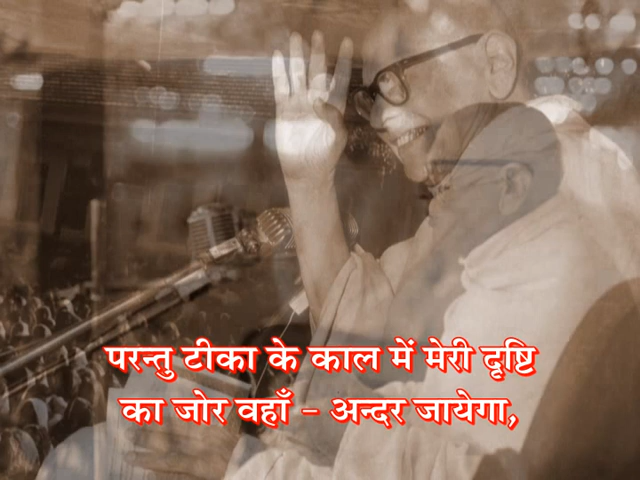 परन्तु टीका के काल में मेरी दृष्टि
का जोर वहाँ - अन्दर जायेगा,